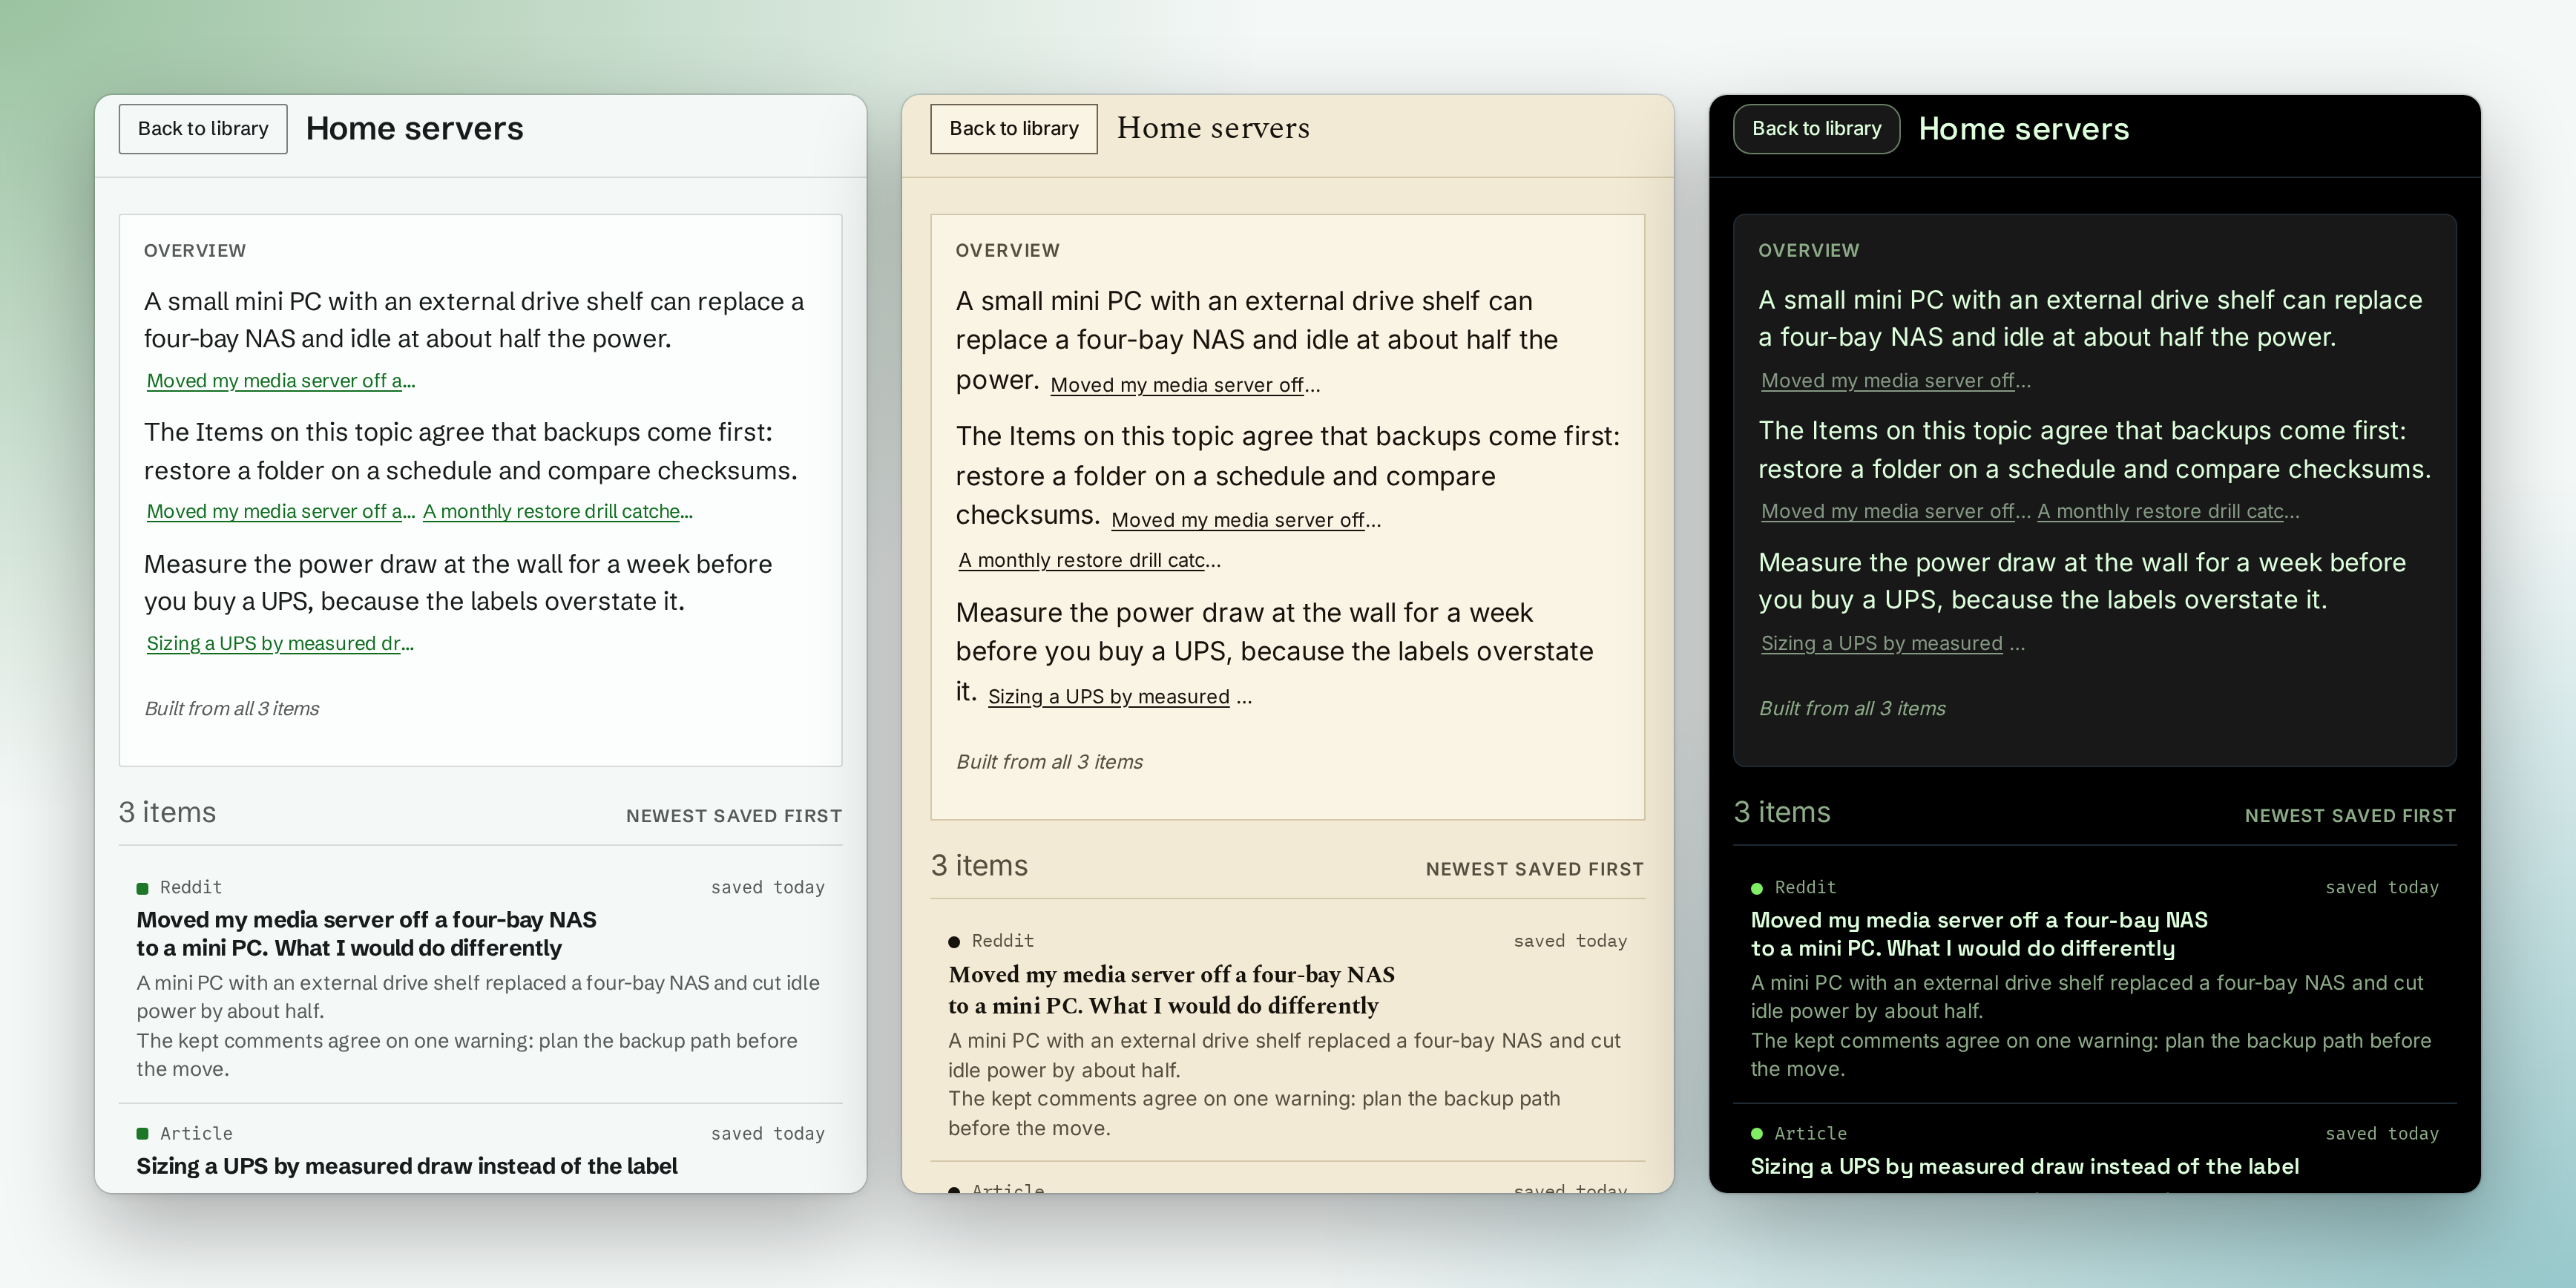 Back to library
Home servers
OVERVIEW
A small mini PC with an external drive shelf can replace a
four-bay NAS and idle at about half the power.
Moved my media server off a...
The Items on this topic agree that backups come first:
restore a folder on a schedule and compare checksums.
Moved my media server off a... A monthly restore drill catche...
Measure the power draw at the wall for a week before
you buy a UPS, because the labels overstate it.
Sizing a UPS by measured dr...
Built from all 3 items
3 items
NEWEST SAVED FIRST
Reddit
saved today
Moved my media server off a four-bay NAS
to a mini PC. What I would do differently
A mini PC with an external drive shelf replaced a four-bay NAS and cut idle
power by about half.
The kept comments agree on one warning: plan the backup path before
the move.
Article
saved today
Sizing a UPS by measured draw instead of the label
Back to library
Home servers
OVERVIEW
A small mini PC with an external drive shelf can
replace a four-bay NAS and idle at about half the
power. Moved my media server off...
The Items on this topic agree that backups come first:
restore a folder on a schedule and compare
checksums. Moved my media server off...
A monthly restore drill catc...
Measure the power draw at the wall for a week
before you buy a UPS, because the labels overstate
it. Sizing a UPS by measured ...
Built from all 3 items
3 items
NEWEST SAVED FIRST
Reddit
saved today
Moved my media server off a four-bay NAS
to a mini PC. What I would do differently
A mini PC with an external drive shelf replaced a four-bay NAS and cut
idle power by about half.
The kept comments agree on one warning: plan the backup path
before the move.
Article
saved today
Back to library
Home servers
OVERVIEW
A small mini PC with an external drive shelf can replace
a four-bay NAS and idle at about half the power.
Moved my media server off...
The Items on this topic agree that backups come first:
restore a folder on a schedule and compare checksums.
Moved my media server off... A monthly restore drill catc...
Measure the power draw at the wall for a week before
you buy a UPS, because the labels overstate it.
Sizing a UPS by measured ...
Built from all 3 items
3 items
NEWEST SAVED FIRST
Reddit
saved today
Moved my media server off a four-bay NAS
to a mini PC. What I would do differently
A mini PC with an external drive shelf replaced a four-bay NAS and cut
idle power by about half.
The kept comments agree on one warning: plan the backup path before
the move.
Article
saved today
Sizing a UPS by measured draw instead of the label